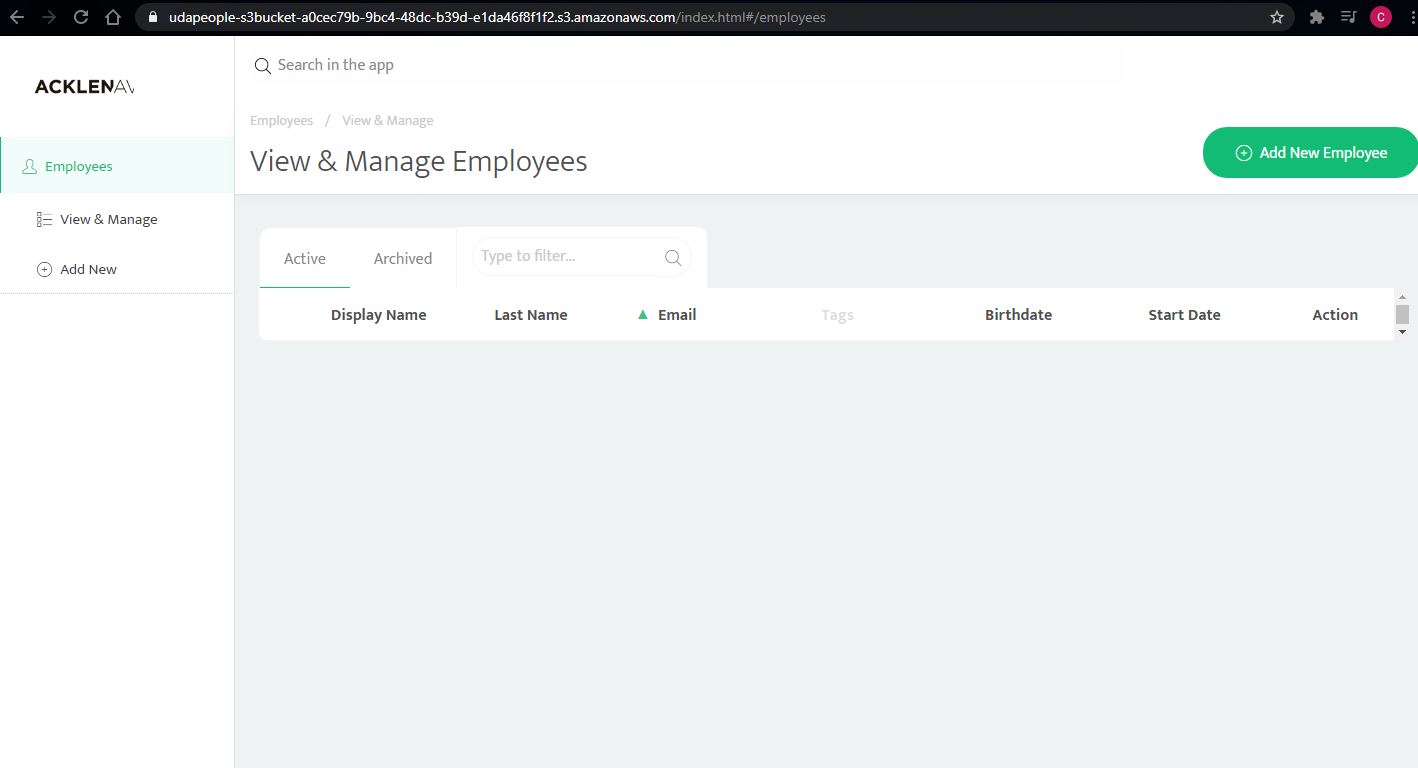 udapeople-s3bucket-a0cec79b-9bc4-48dc-b39d-e1da46f8f1f2.s3.amazonaws.com/index.html#/employees
C
ACKLENAV
Search in the app
Employees / View & Manage
View & Manage Employees
Add New Employee
Employees
View & Manage
Add New
Active Archived Type to filter...
Display Name Last Name Email Tags Birthdate Start Date Action